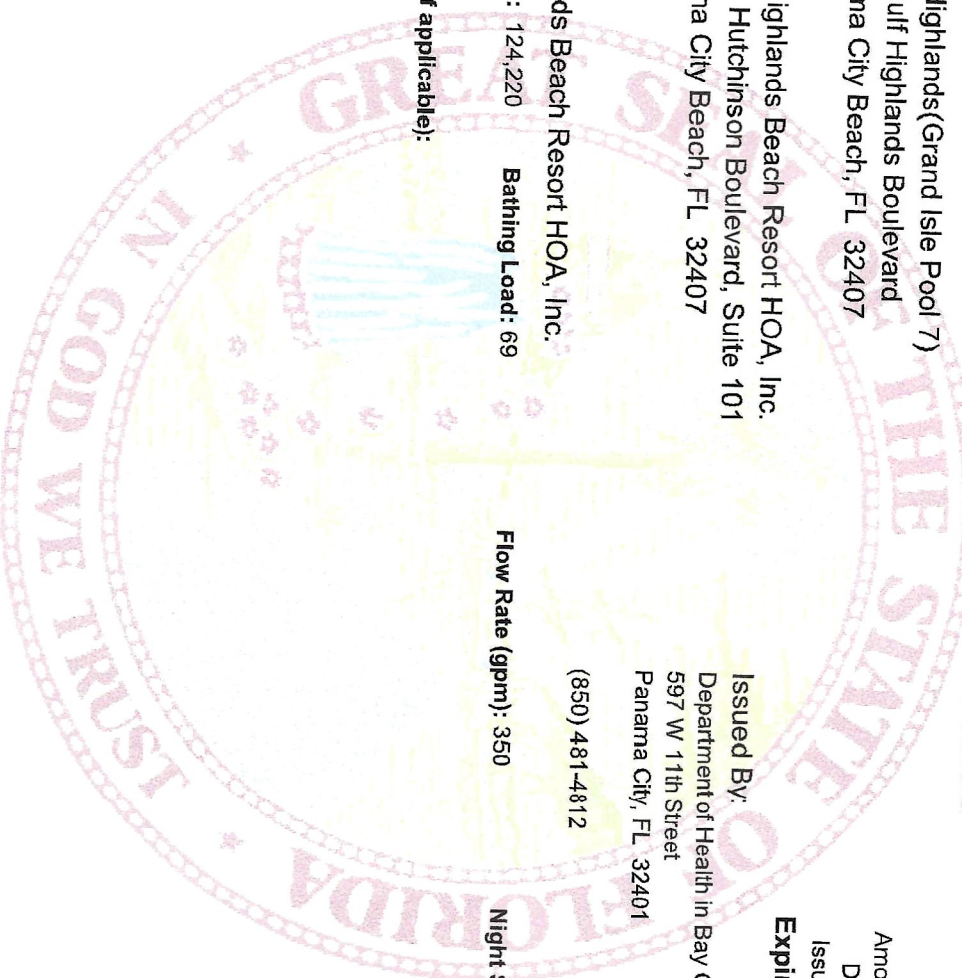 Highlands(Grand Isle Pool 7)
ulf Highlands Boulevard
ma City Beach, FL 32407
ighlands Beach Resort HOA, Inc.
Hutchinson Boulevard, Suite 101
na City Beach, FL 32407
Issued By:
Department of Health in Bay C
597 W 11th Street
Panama City, FL 32401
(850) 481-4812
Amo
D
Issu
Expi
ds Beach Resort HOA, Inc.
: 124,220 Bathing Load: 69 Flow Rate (gpm): 350 Night S
f applicable):
GREAT SEAL OF THE STATE OF FLORIDA
IN GOD WE TRUST